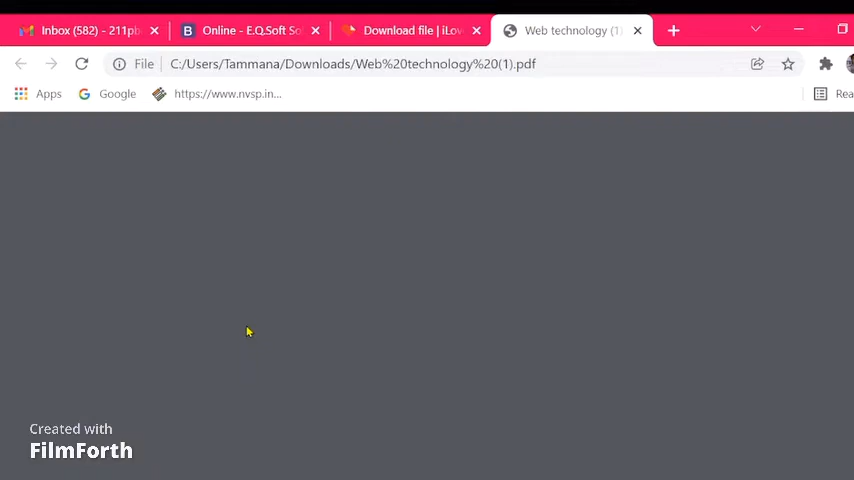 Inbox (582) - 211pb
Online - E.Q.Soft So
Download file | iLov
Web technology (1)
File
C:/Users/Tammana/Downloads/Web%20technology%20(1).pdf
Apps
Google
https://www.nvsp.in...
Rea
Created with
FilmForth